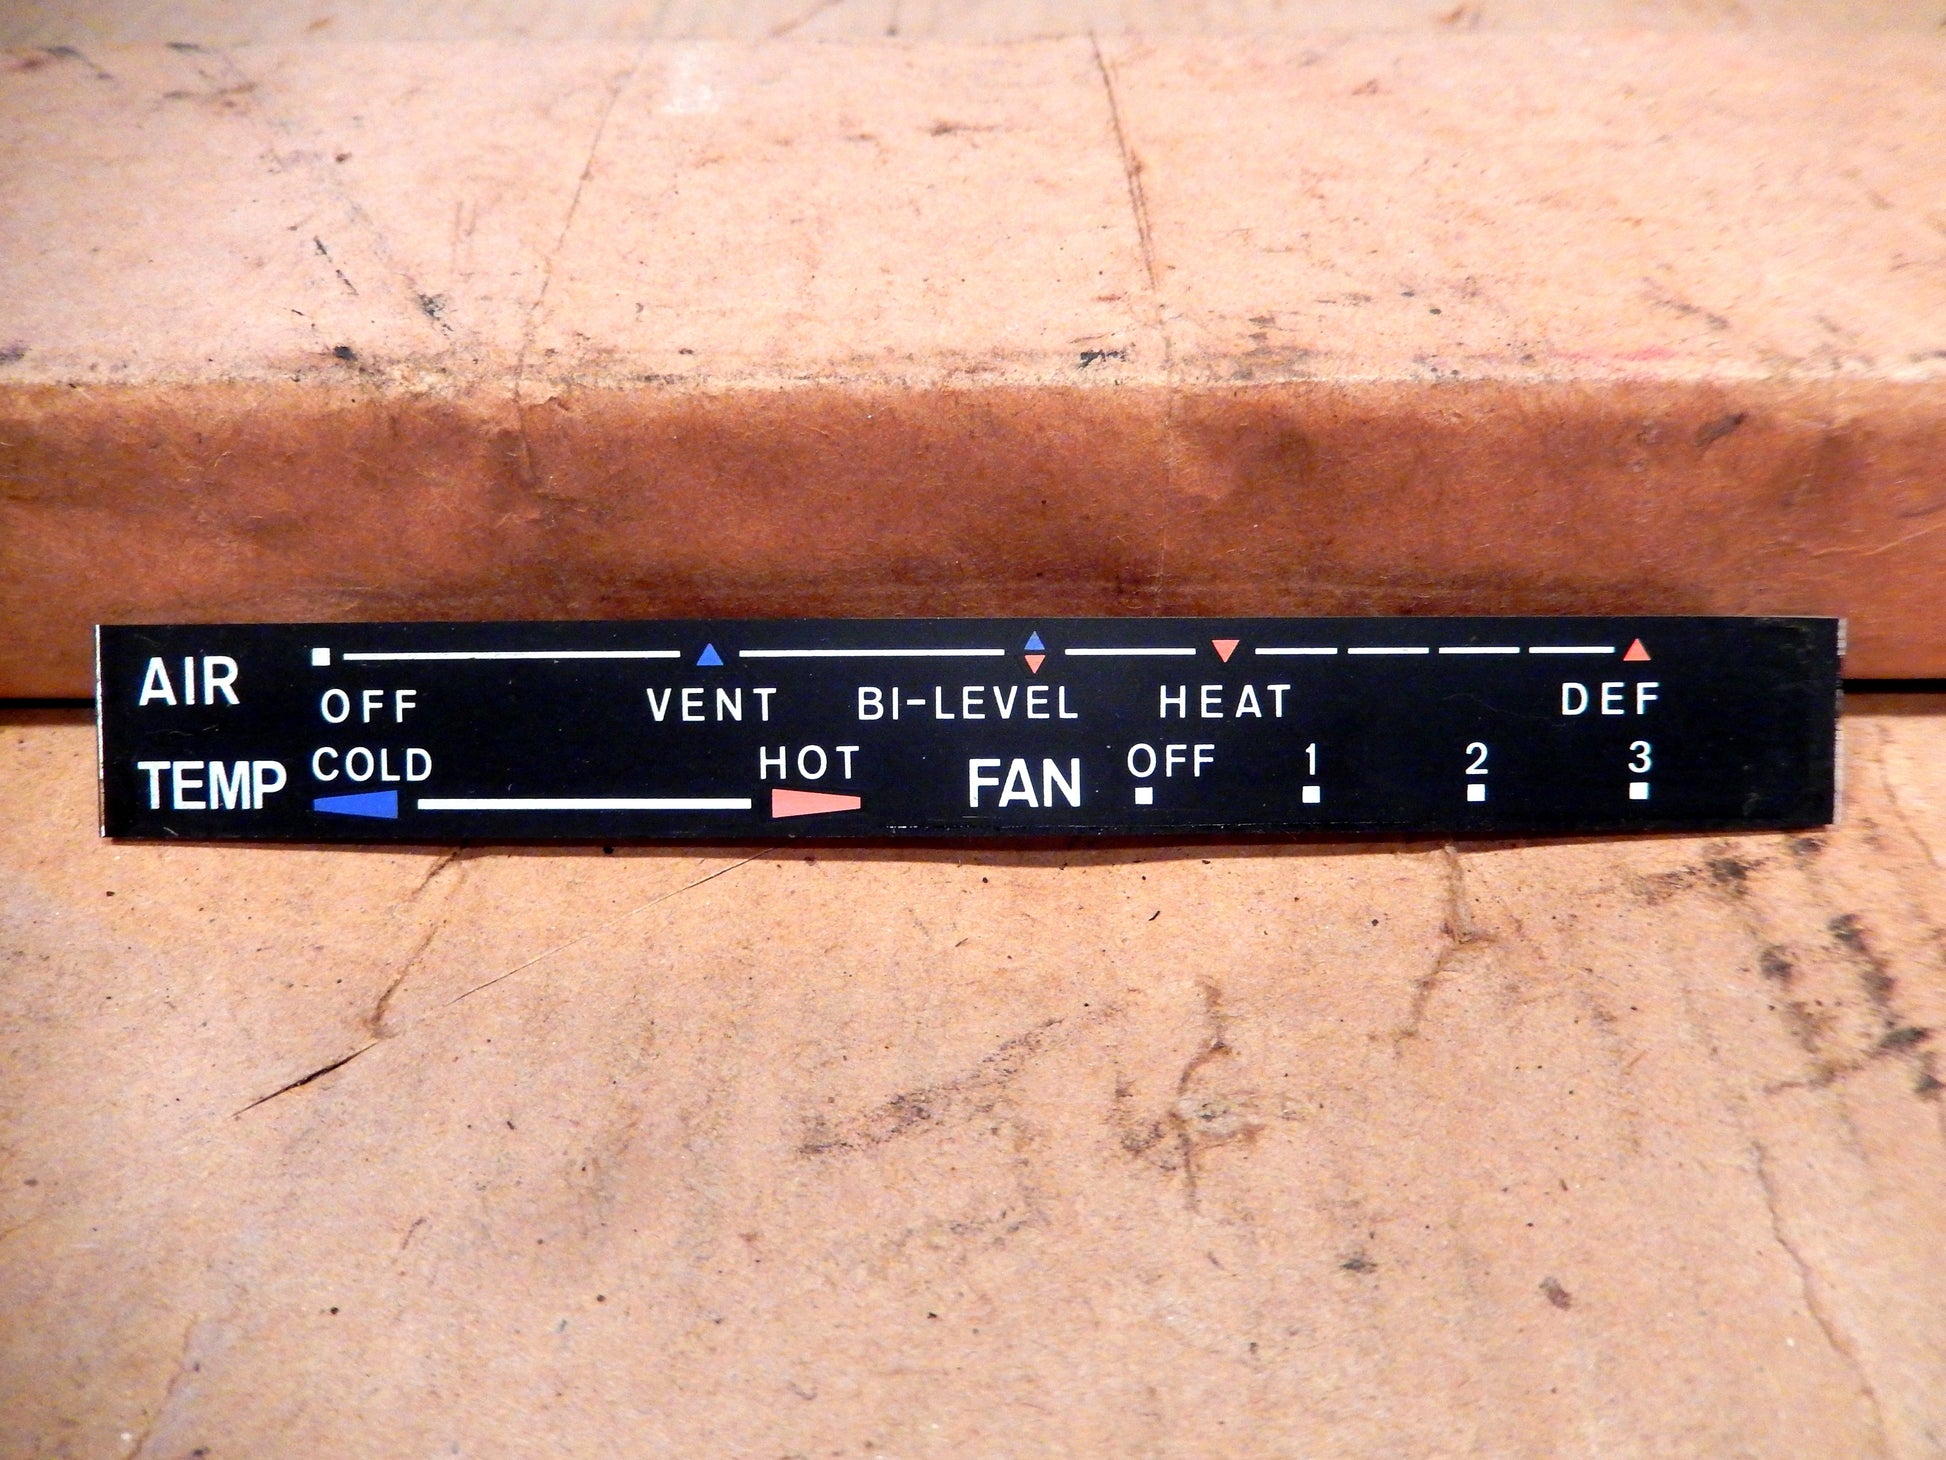 AIR
OFF VENT BI-LEVEL HEAT DEF
TEMP COLD HOT FAN OFF 1 2 3